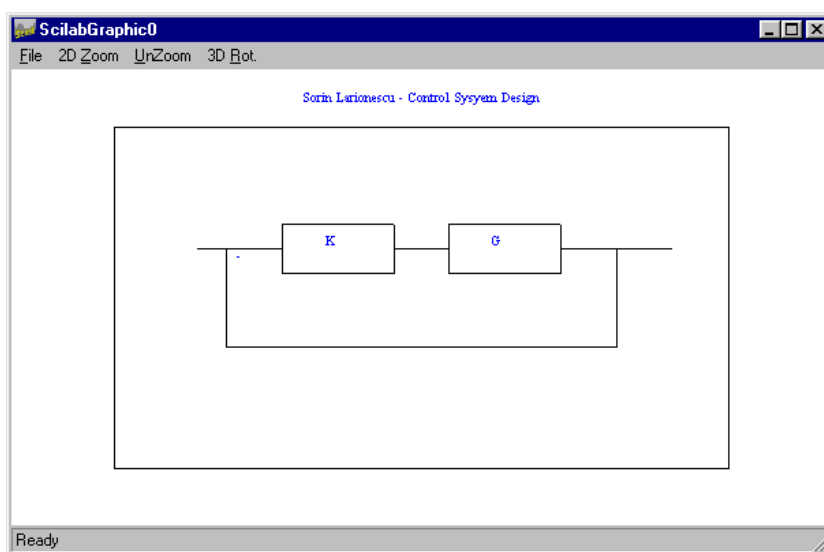 ScilabGraphic0
File 2D Zoom UnZoom 3D Rot.
Sorin Larionescu - Control Sysyem Design
K G
-
Ready